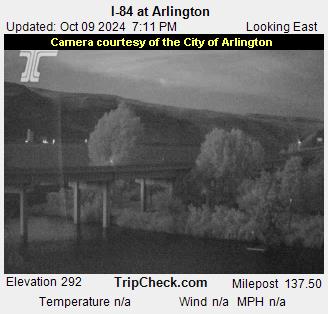 I-84 at Arlington
Updated: Oct 09 2024 7:11 PM Looking East
Camera courtesy of the City of Arlington
Elevation 292 TripCheck.com Milepost 137.50
Temperature n/a Wind n/a MPH n/a